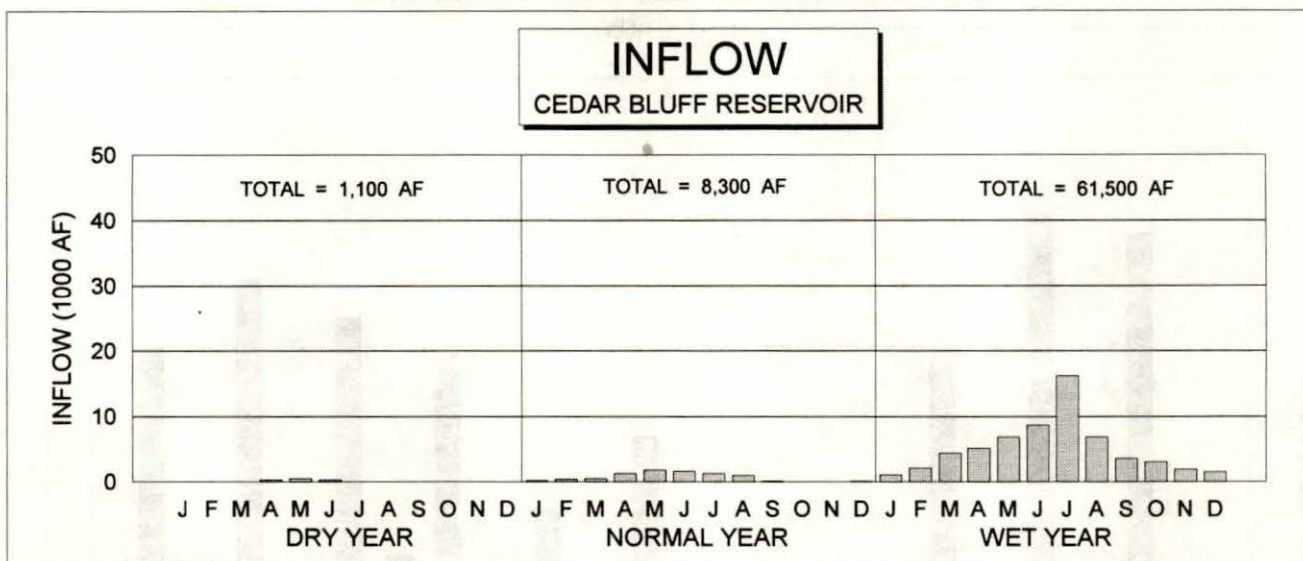 INFLOW
CEDAR BLUFF RESERVOIR
50
40
30
20
10
0
INFLOW (1000 AF)
TOTAL = 1,100 AF
TOTAL = 8,300 AF
TOTAL = 61,500 AF
J F M A M J J A S O N D J F M A M J J A S O N D J F M A M J J A S O N D
DRY YEAR NORMAL YEAR WET YEAR